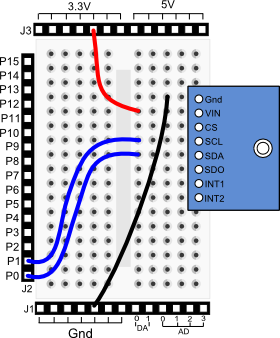 3.3V 5V
J3
P15
P14
P13
P12
P11
P10
P9
P8
P7
P6
P5
P4
P3
P2
P1
P0
J2
Gnd
VIN
CS
SCL
SDA
SDO
INT1
INT2
J1
0 1 0 1 2 3
DA AD
Gnd